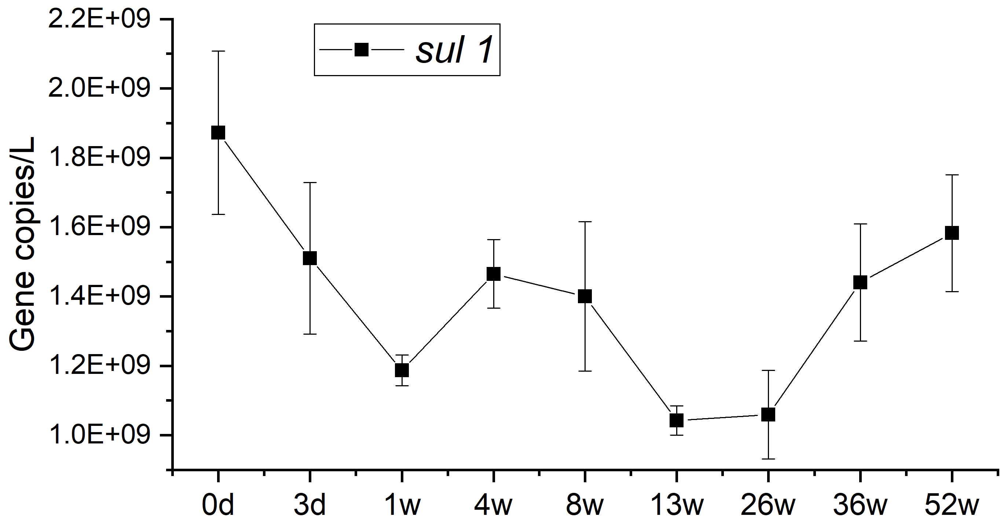 2.2E+09
2.0E+09
1.8E+09
1.6E+09
1.4E+09
1.2E+09
1.0E+09
Gene copies/L
sul 1
0d 3d 1w 4w 8w 13w 26w 36w 52w